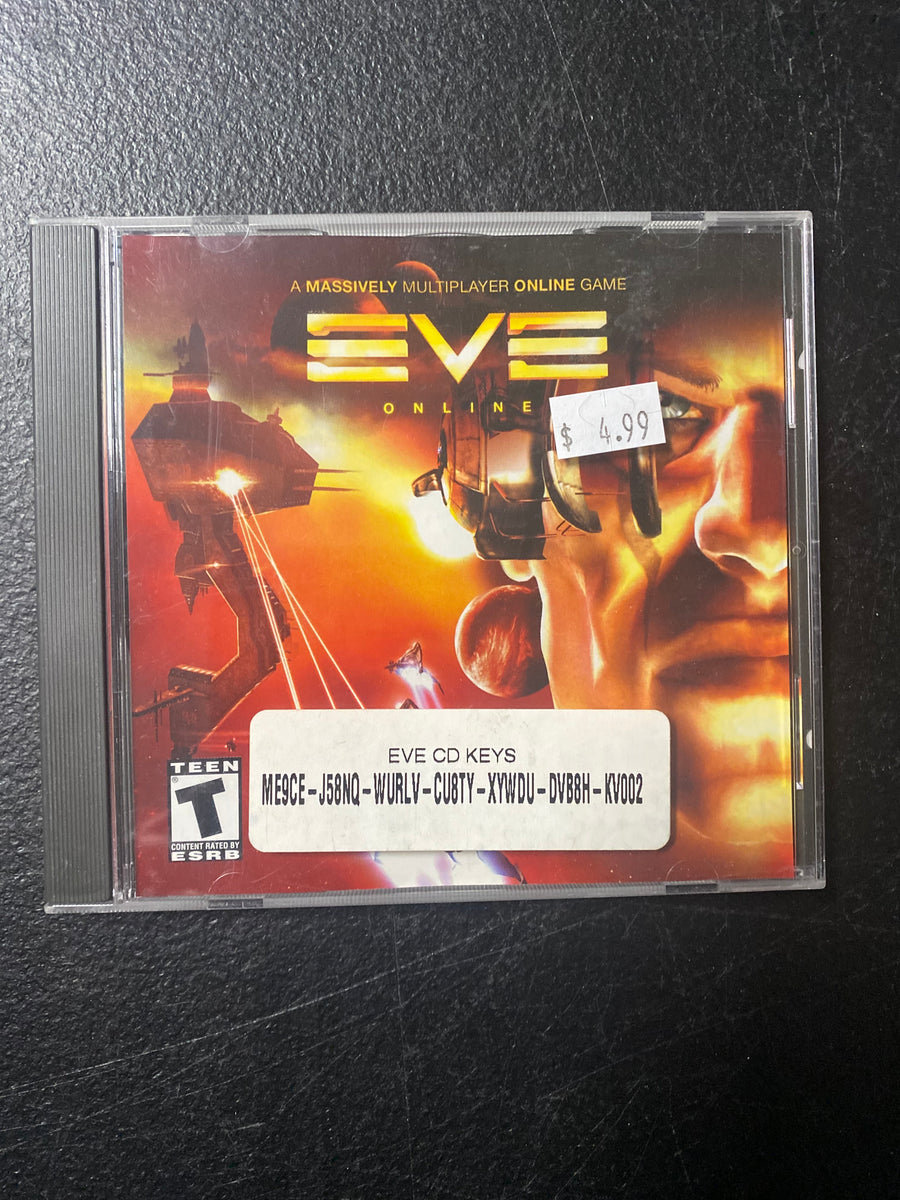 A MASSIVELY MULTIPLAYER ONLINE GAME
EVE
ONLINE
$ 4.99
EVE CD KEYS
ME9CE-J58NQ-WURLV-CU8TY-XYWDU-DVB8H-KV002
TEEN
T
CONTENT RATED BY
ESRB